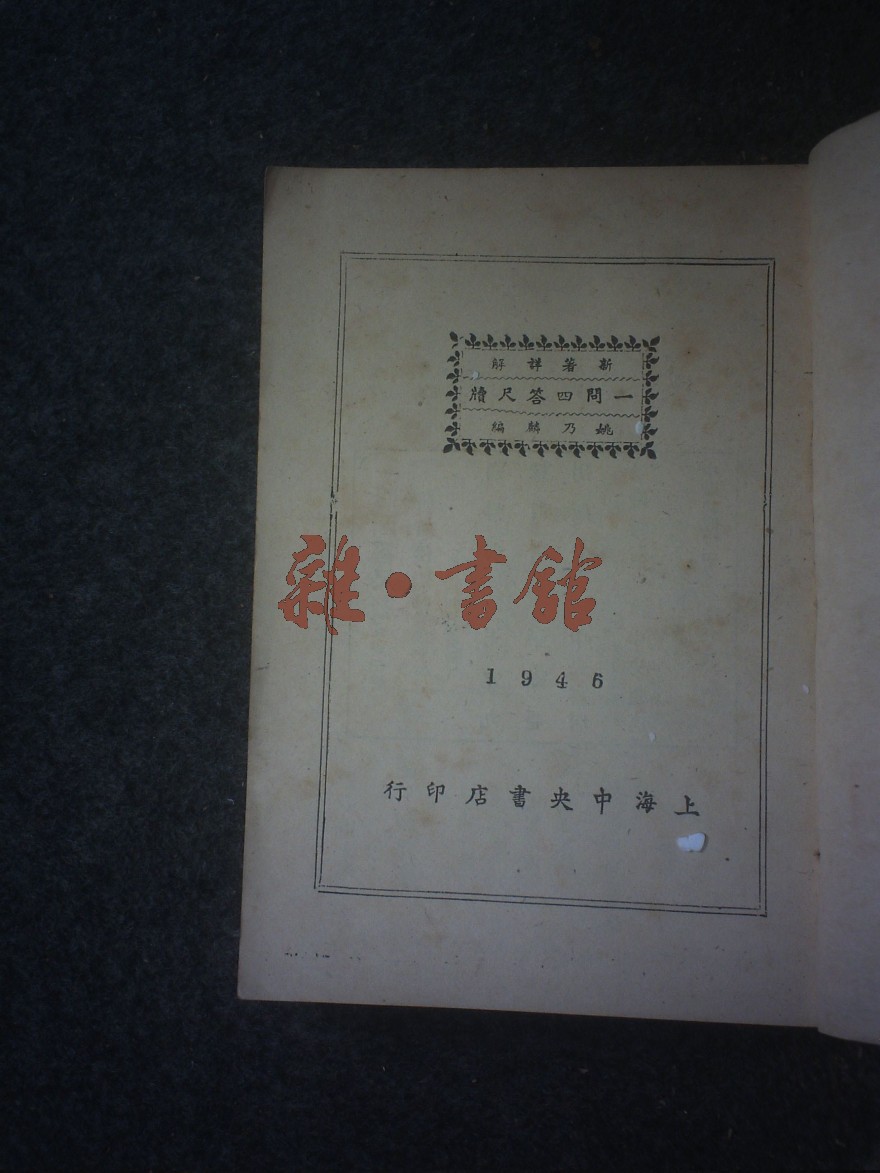 新著詳解
一問四答尺牘
姚乃麟編
雜·書館
1946
上海中央書店印行